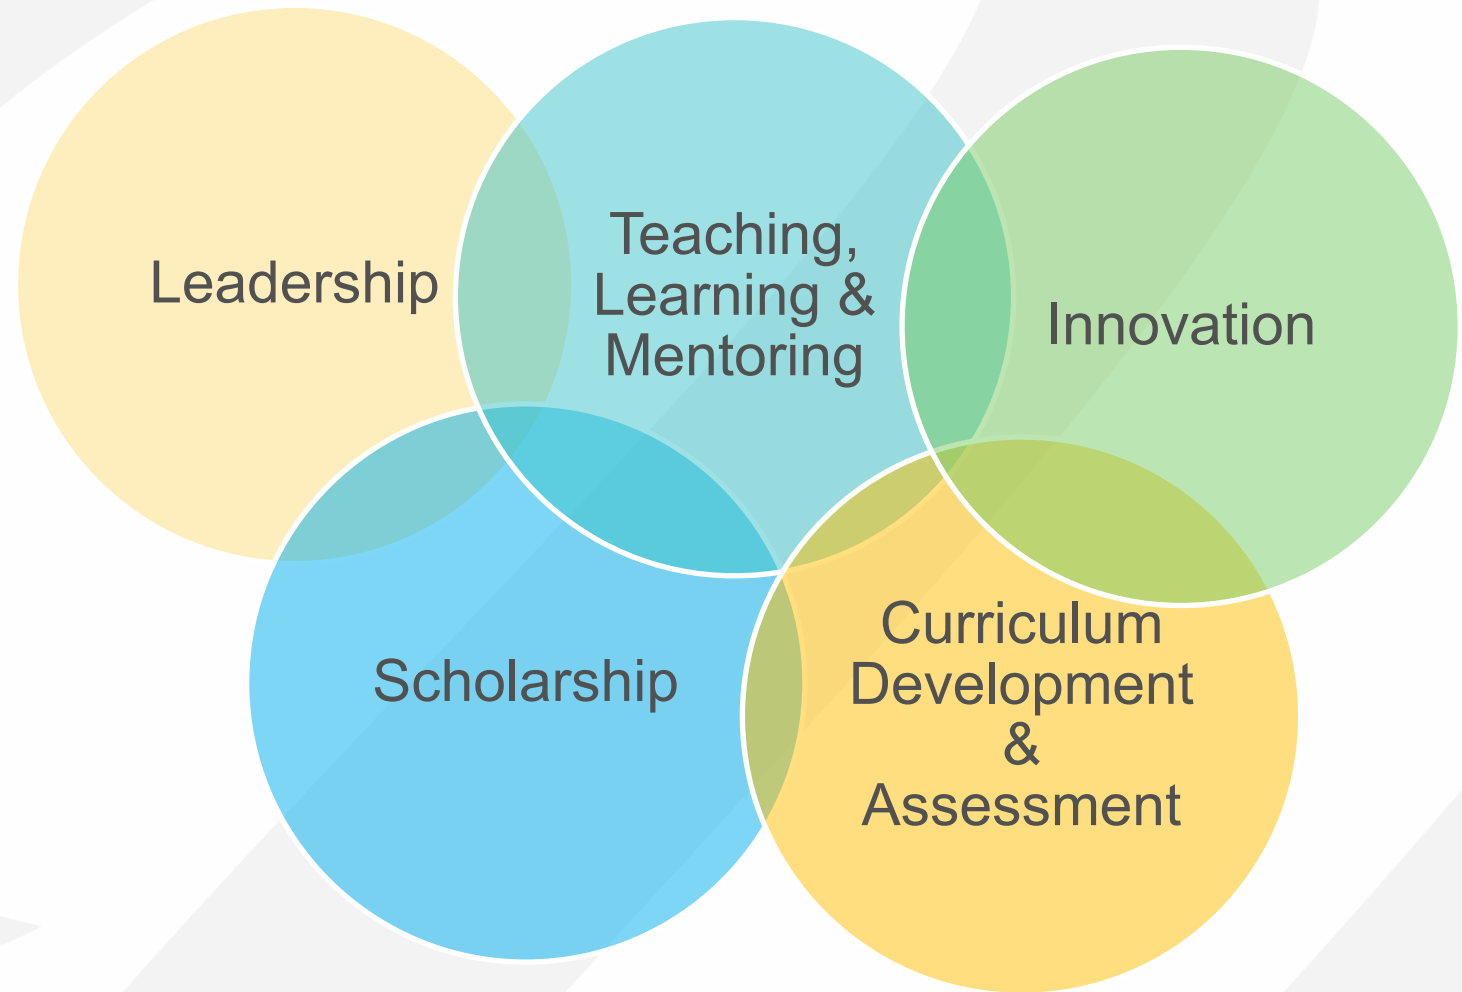 Leadership
Teaching,
Learning &
Mentoring
Innovation
Scholarship
Curriculum
Development
&
Assessment